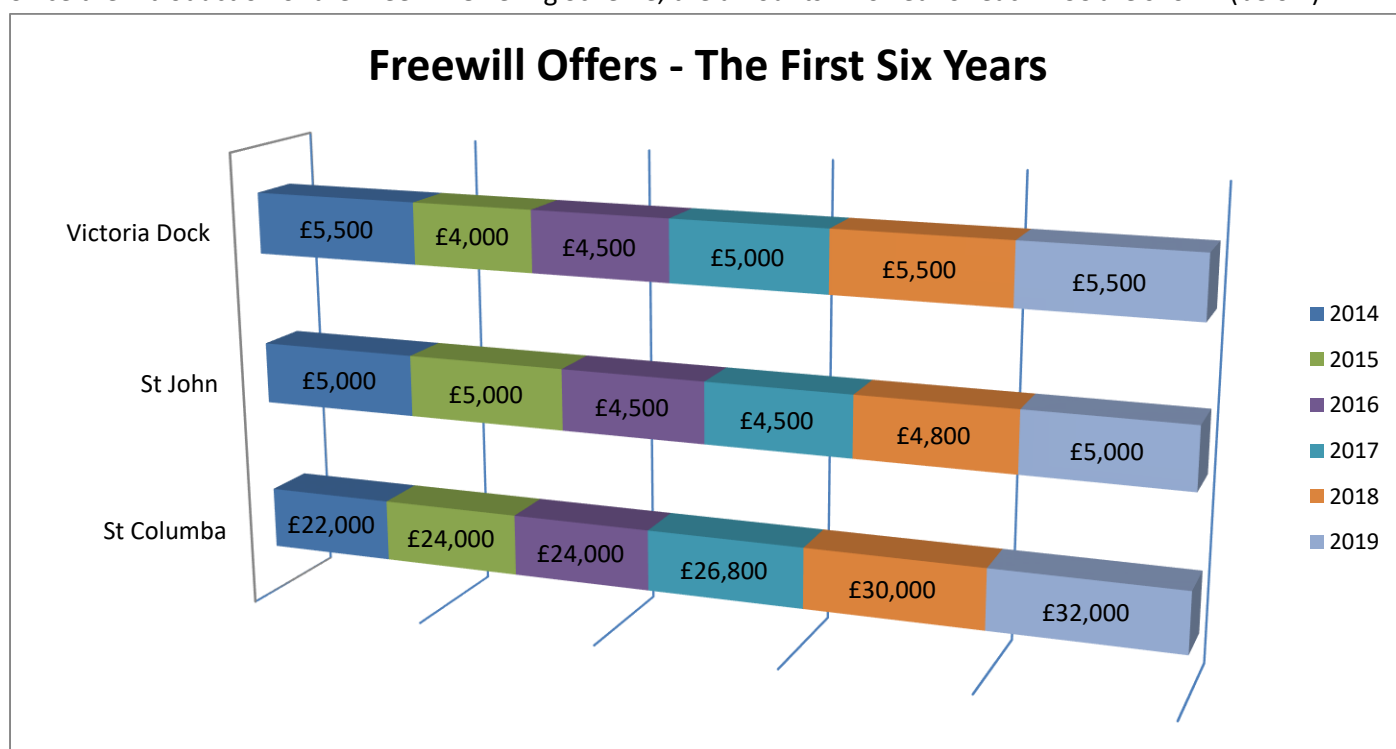 Freewill Offers - The First Six Years
Victoria Dock
£5,500 £4,000 £4,500 £5,000 £5,500 £5,500
St John
£5,000 £5,000 £4,500 £4,500 £4,800 £5,000
St Columba
£22,000 £24,000 £24,000 £26,800 £30,000 £32,000
2014
2015
2016
2017
2018
2019